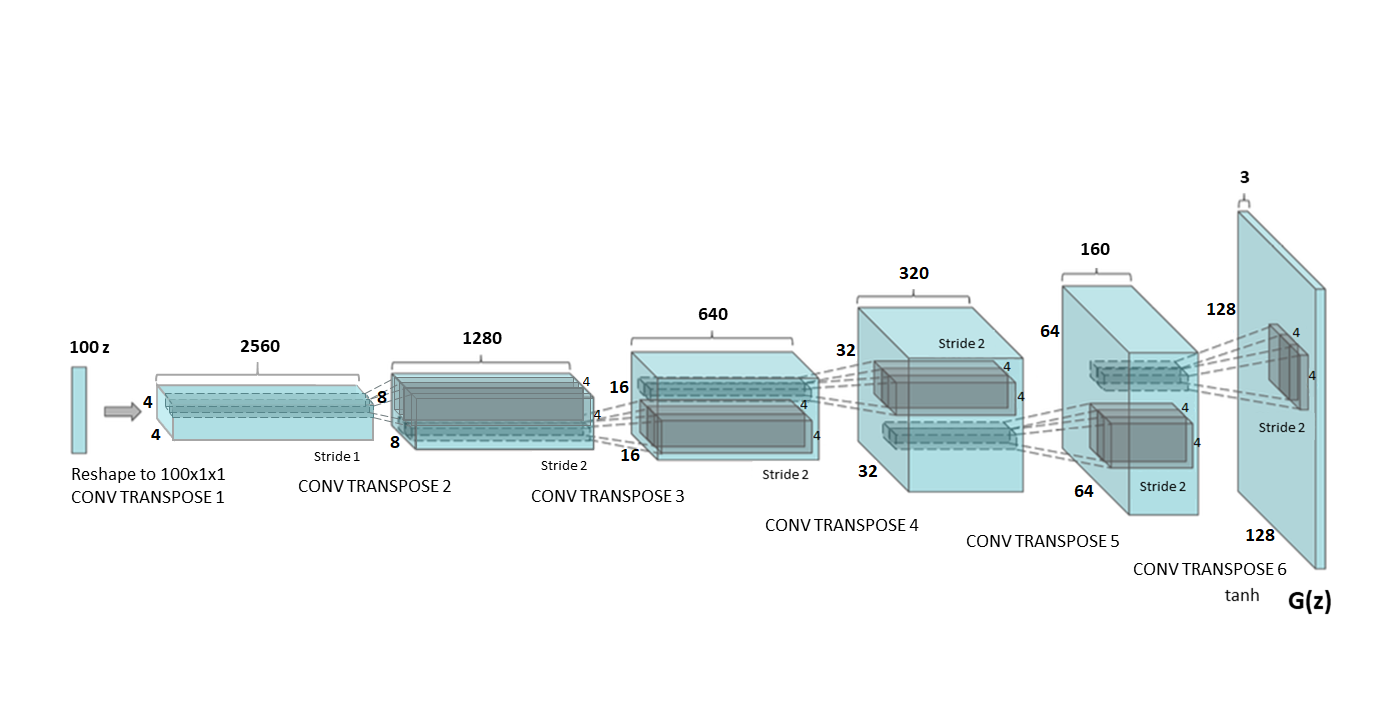 100 z
Reshape to 100x1x1
CONV TRANSPOSE 1
2560
4
4
Stride 1
CONV TRANSPOSE 2
1280
8
8
4
4
Stride 2
CONV TRANSPOSE 3
640
16
16
4
4
Stride 2
CONV TRANSPOSE 4
320
32
32
Stride 2
4
4
CONV TRANSPOSE 5
160
64
64
4
4
Stride 2
CONV TRANSPOSE 6
tanh
3
128
128
4
4
Stride 2
G(z)